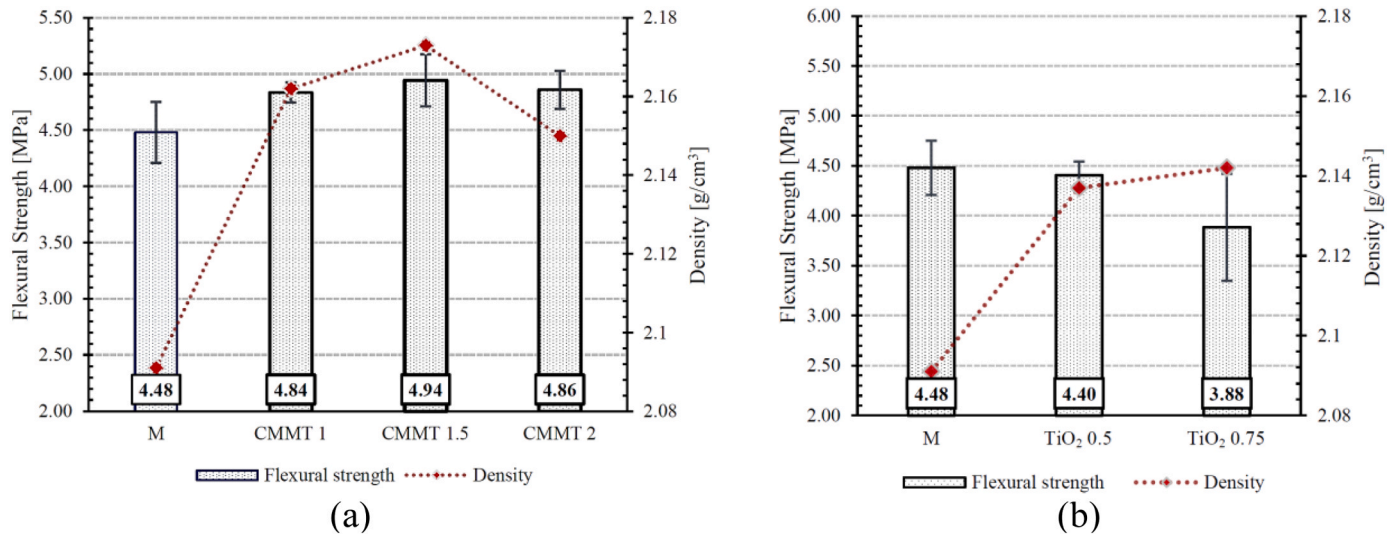 5.50
5.00
4.50
4.00
3.50
3.00
2.50
2.00
Flexural Strength [MPa]
2.18
2.16
2.14
2.12
2.1
2.08
Density [g/cm³]
4.48
4.84
4.94
4.86
M
CMMT 1
CMMT 1.5
CMMT 2
Flexural strength
Density
(a)
6.00
5.50
5.00
4.50
4.00
3.50
3.00
2.50
2.00
Flexural Strength [MPa]
2.18
2.16
2.14
2.12
2.1
2.08
Density [g/cm³]
4.48
4.40
3.88
M
TiO₂ 0.5
TiO₂ 0.75
Flexural strength
Density
(b)